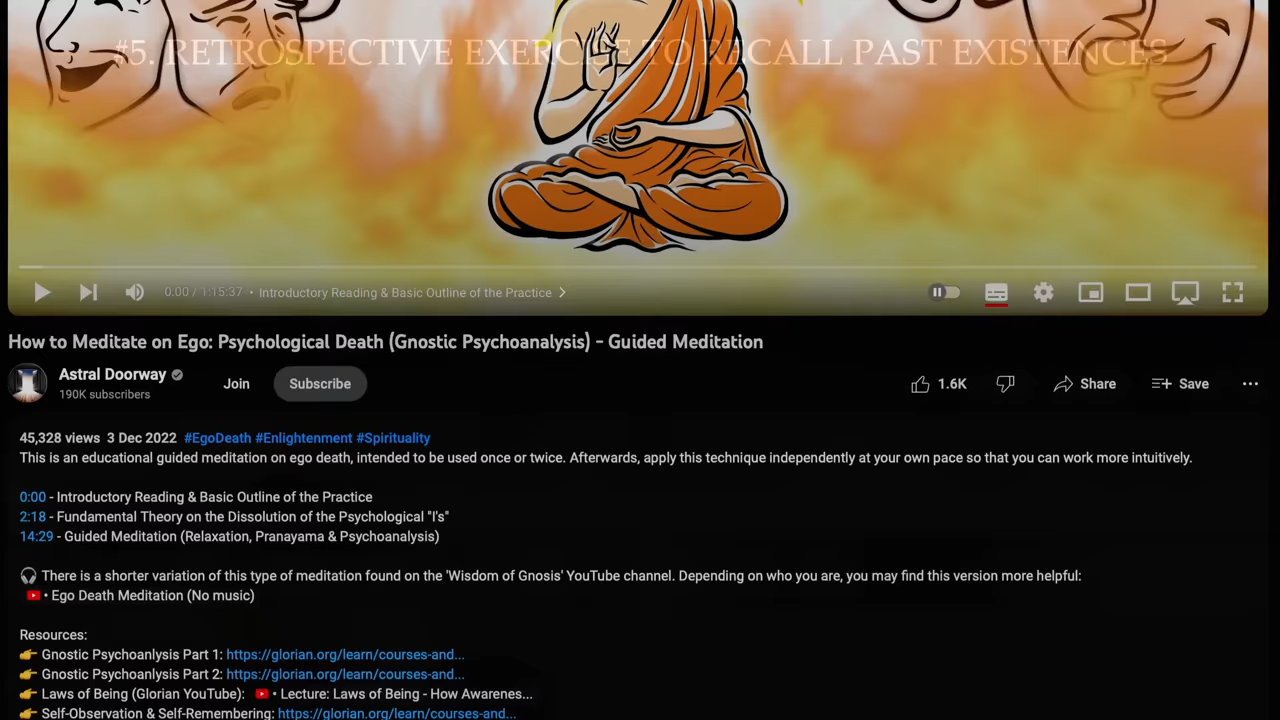 #5. RETROSPECTIVE EXERCISE TO RECALL PAST EXISTENCES
0:00 / 1:15:37 • Introductory Reading & Basic Outline of the Practice
How to Meditate on Ego: Psychological Death (Gnostic Psychoanalysis) - Guided Meditation
Astral Doorway
190K subscribers
Join
Subscribe
1.6K
Share
Save
45,328 views 3 Dec 2022 #EgoDeath #Enlightenment #Spirituality
This is an educational guided meditation on ego death, intended to be used once or twice. Afterwards, apply this technique independently at your own pace so that you can work more intuitively.
0:00 - Introductory Reading & Basic Outline of the Practice
2:18 - Fundamental Theory on the Dissolution of the Psychological "I's"
14:29 - Guided Meditation (Relaxation, Pranayama & Psychoanalysis)
🎧 There is a shorter variation of this type of meditation found on the 'Wisdom of Gnosis' YouTube channel. Depending on who you are, you may find this version more helpful:
• Ego Death Meditation (No music)
Resources:
👉 Gnostic Psychoanlysis Part 1: https://glorian.org/learn/courses-and...
👉 Gnostic Psychoanlysis Part 2: https://glorian.org/learn/courses-and...
👉 Laws of Being (Glorian YouTube): • Lecture: Laws of Being - How Awarenes...
👉 Self-Observation & Self-Remembering: https://glorian.org/learn/courses-and...